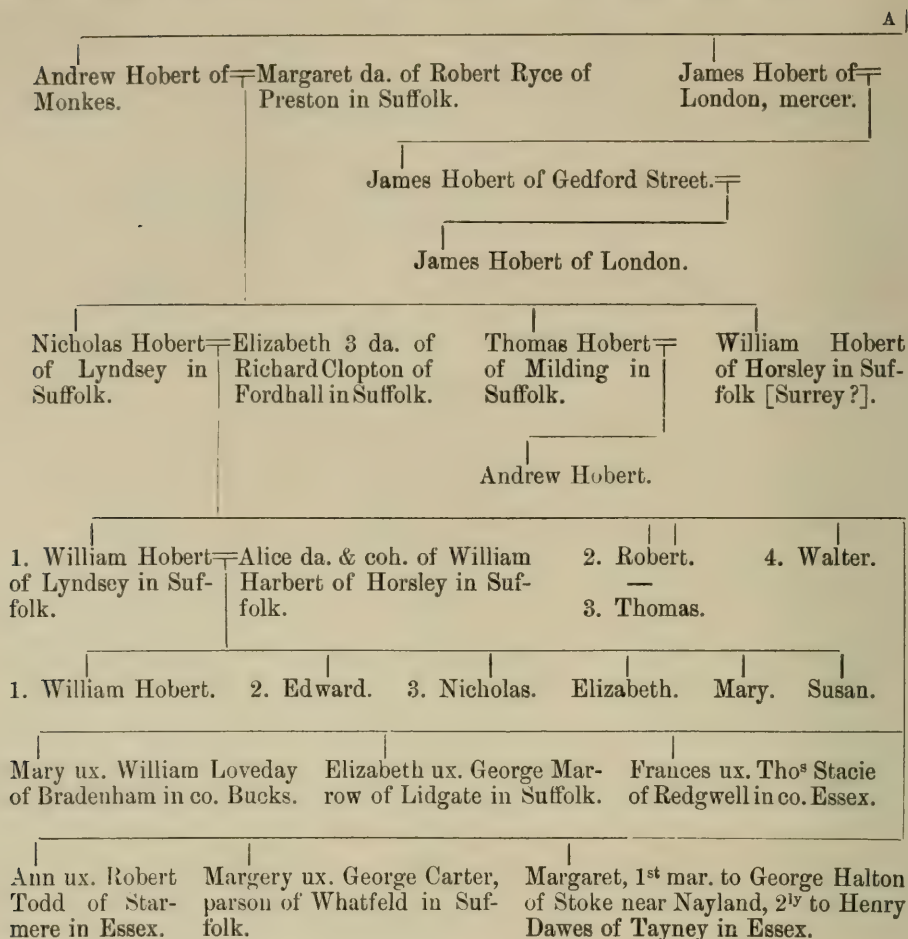 A
Andrew Hobert of Monkes.
Margaret da. of Robert Ryce of Preston in Suffolk.
James Hobert of London, mercer.
James Hobert of Gedford Street.
James Hobert of London.
Nicholas Hobert of Lyndsey in Suffolk.
Elizabeth 3 da. of Richard Clopton of Fordhall in Suffolk.
Thomas Hobert of Milding in Suffolk.
William Hobert of Horsley in Suffolk [Surrey?].
Andrew Hobert.
1. William Hobert of Lyndsey in Suffolk.
Alice da. & coh. of William Harbert of Horsley in Suffolk.
2. Robert.
—
3. Thomas.
4. Walter.
1. William Hobert. 2. Edward. 3. Nicholas. Elizabeth. Mary. Susan.
Mary ux. William Loveday of Bradenham in co. Bucks.
Elizabeth ux. George Marrow of Lidgate in Suffolk.
Frances ux. Thoˢ Stacie of Redgwell in co. Essex.
Ann ux. Robert Todd of Starmere in Essex.
Margery ux. George Carter, parson of Whatfeld in Suffolk.
Margaret, 1ˢᵗ mar. to George Halton of Stoke near Nayland, 2ˡʸ to Henry Dawes of Tayney in Essex.